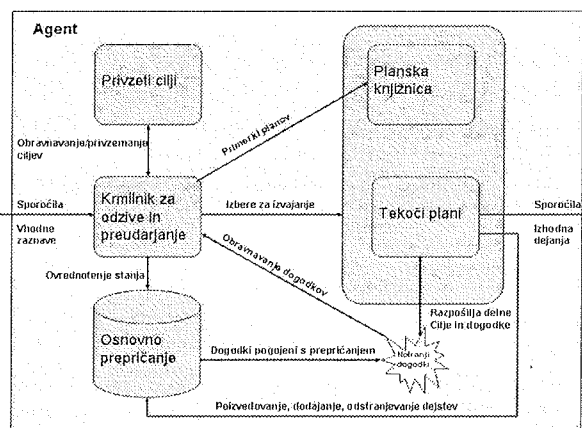 Agent
Privzeti cilji
Planska
knjižnica
Obravnavanje/privzemanje
ciljev
Primerki planov
Sporočila
Vhodne
zaznave
Krmilnik za
odzive in
preudarjanje
Izbere za izvajanje
Tekoči plani
Sporočila
Izhodna
dejanja
Obravnavanje dogodkov
Ovrednotenje stanja
Razpošilja delne
Cilje in dogodke
Osnovno
prepričanje
Dogodki pogojeni s prepričanjem
Notranji
dogodki
Poizvedovanje, dodajanje, odstranjevanje dejstev